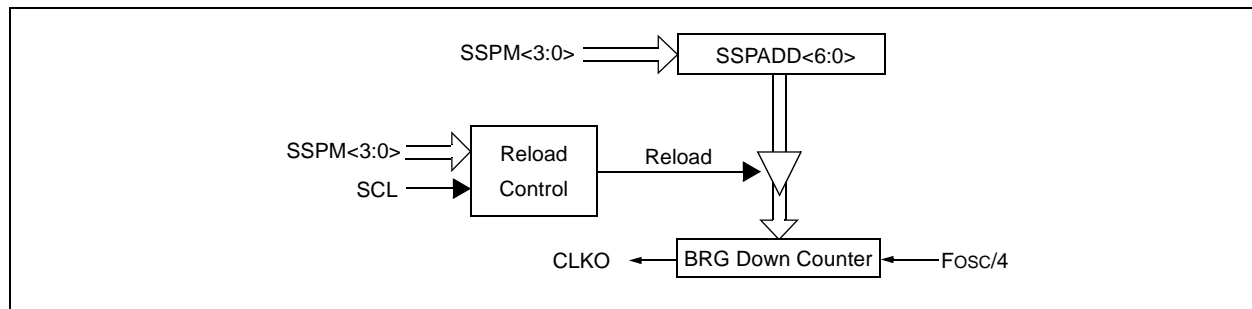 SSPM<3:0>
SSPADD<6:0>
SSPM<3:0>
SCL
Reload
Control
Reload
CLKO
BRG Down Counter
FOSC/4